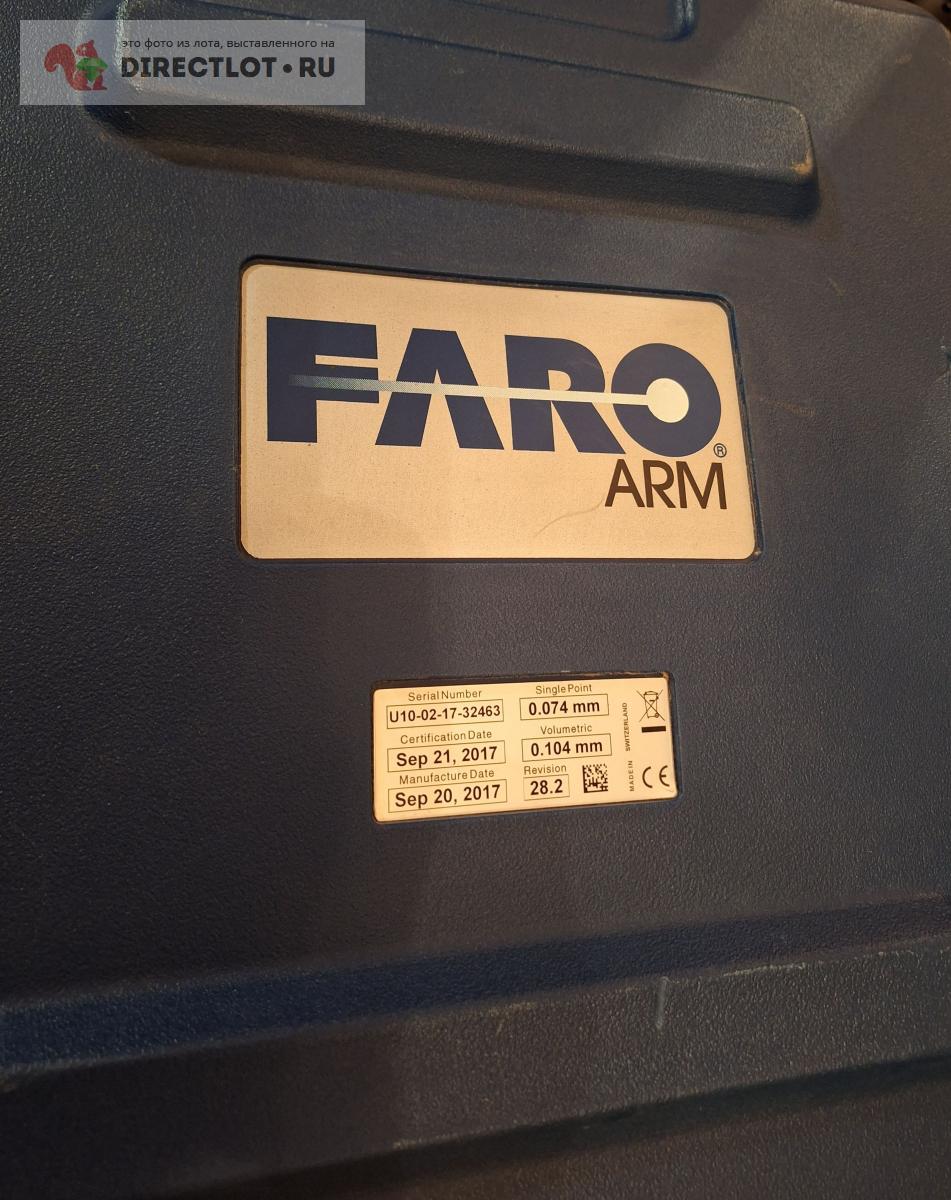 это фото из лота, выставленного на
DIRECTLOT•RU
FARO®
ARM
Serial Number
U10-02-17-32463
Certification Date
Sep 21, 2017
Manufacture Date
Sep 20, 2017
Single Point
0.074 mm
Volumetric
0.104 mm
Revision
28.2
MADE IN SWITZERLAND
CE